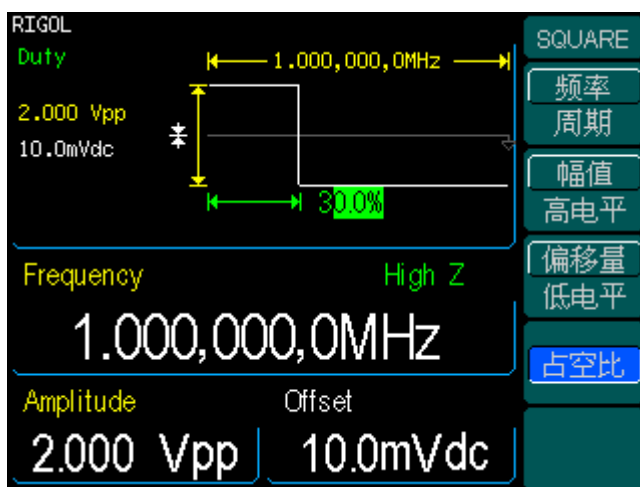 RIGOL
Duty
1.000,000,0MHz
2.000 Vpp
10.0mVdc
30.0%
Frequency
High Z
1.000,000,0MHz
Amplitude
Offset
2.000 Vpp
10.0mVdc
SQUARE
频率
周期
幅值
高电平
偏移量
低电平
占空比